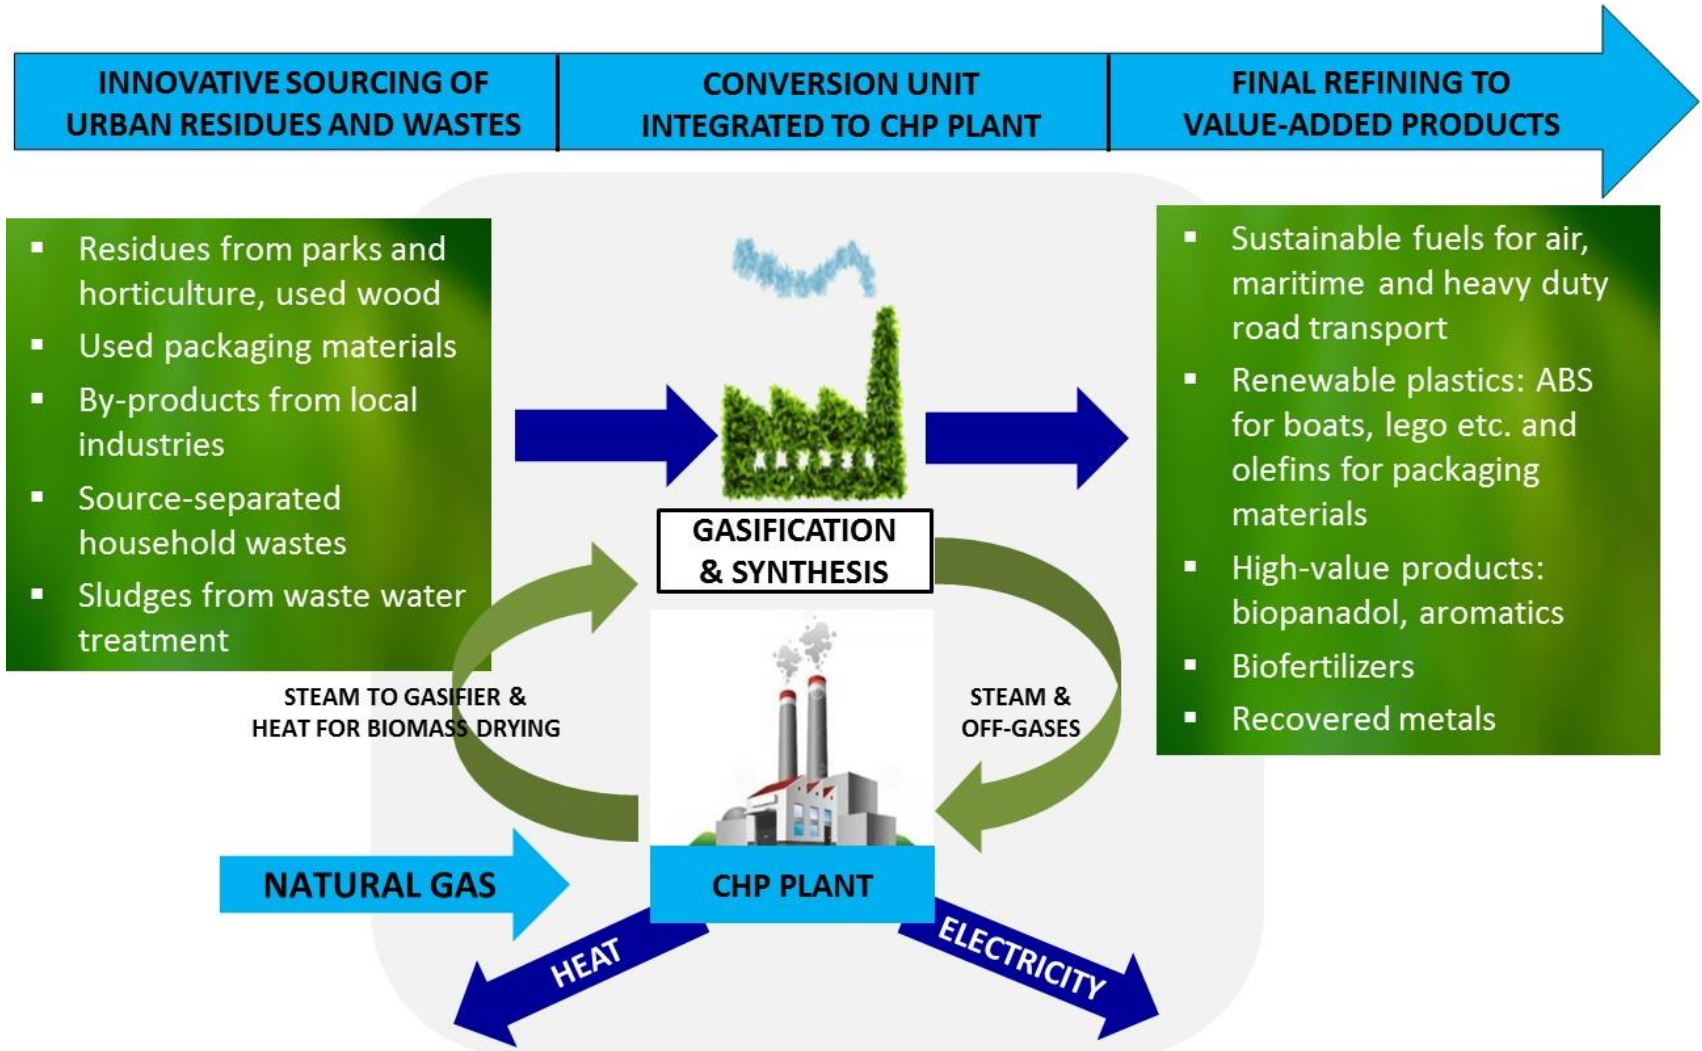 INNOVATIVE SOURCING OF
URBAN RESIDUES AND WASTES
CONVERSION UNIT
INTEGRATED TO CHP PLANT
FINAL REFINING TO
VALUE-ADDED PRODUCTS
▪ Residues from parks and
horticulture, used wood
▪ Used packaging materials
▪ By-products from local
industries
▪ Source-separated
household wastes
▪ Sludges from waste water
treatment
GASIFICATION
& SYNTHESIS
STEAM TO GASIFIER &
HEAT FOR BIOMASS DRYING
STEAM &
OFF-GASES
NATURAL GAS
CHP PLANT
HEAT
ELECTRICITY
▪ Sustainable fuels for air,
maritime and heavy duty
road transport
▪ Renewable plastics: ABS
for boats, lego etc. and
olefins for packaging
materials
▪ High-value products:
biopanadol, aromatics
▪ Biofertilizers
▪ Recovered metals